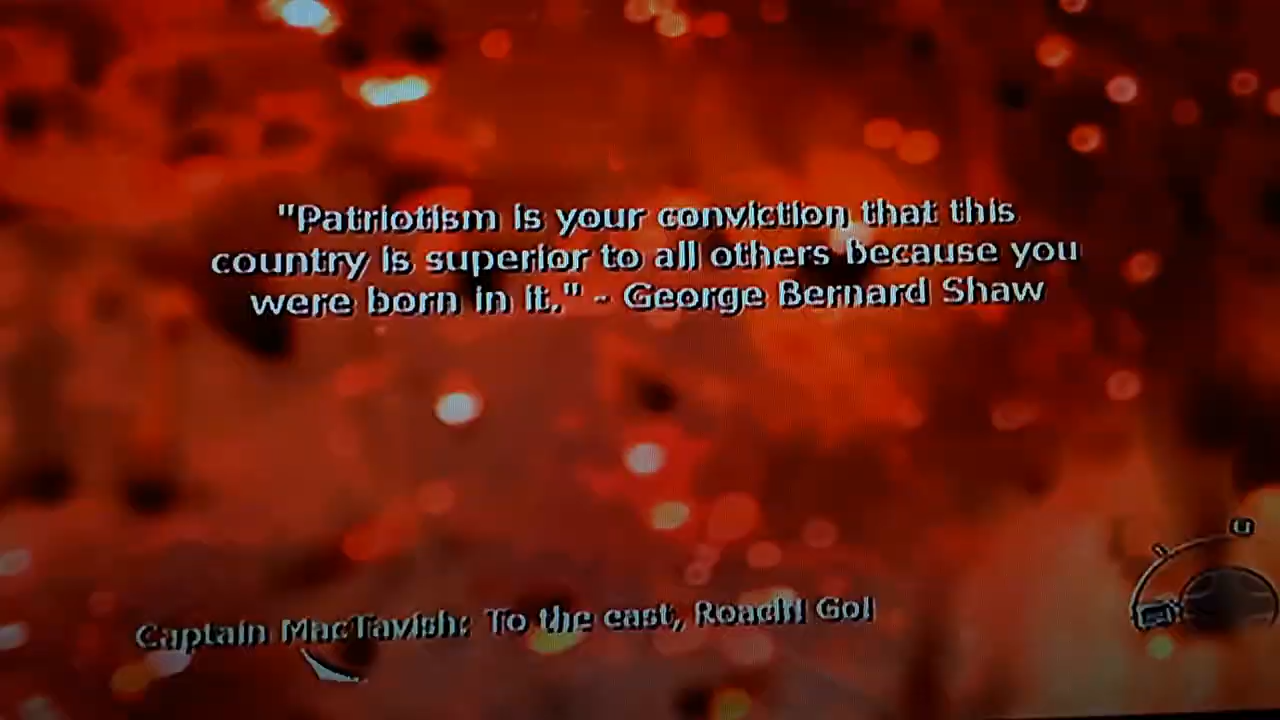 "Patriotism is your conviction that this
country is superior to all others because you
were born in it." - George Bernard Shaw
Captain MacTavish: To the east, Roach! Go!